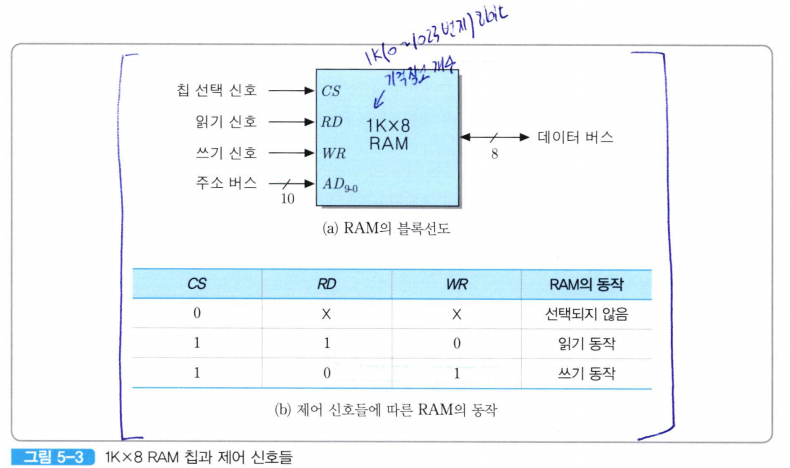 1K(0~1023번지) 8bit
기억장소 개수
칩 선택 신호
CS
읽기 신호
RD
1K×8
RAM
쓰기 신호
WR
데이터 버스
8
주소 버스
10
AD9-0
(a) RAM의 블록선도
CS RD WR RAM의 동작
0 X X 선택되지 않음
1 1 0 읽기 동작
1 0 1 쓰기 동작
(b) 제어 신호들에 따른 RAM의 동작
그림 5-3 1K×8 RAM 칩과 제어 신호들